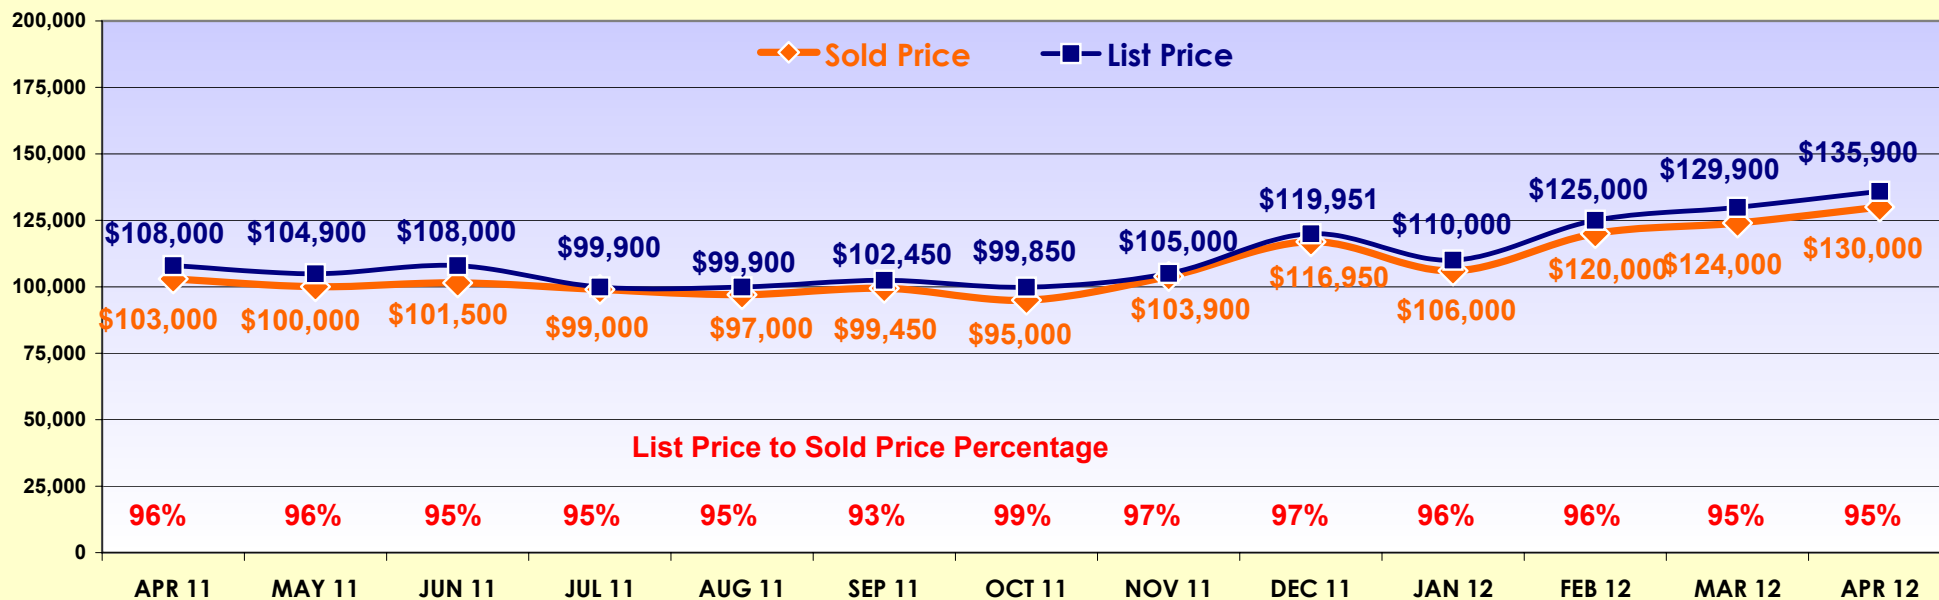 200,000
175,000
150,000
125,000
100,000
75,000
50,000
25,000
0
Sold Price List Price
$108,000 $104,900 $108,000 $99,900 $99,900 $102,450 $99,850 $105,000 $119,951 $110,000 $125,000 $129,900 $135,900
$103,000 $100,000 $101,500 $99,000 $97,000 $99,450 $95,000 $103,900 $116,950 $106,000 $120,000 $124,000 $130,000
List Price to Sold Price Percentage
96% 96% 95% 95% 95% 93% 99% 97% 97% 96% 96% 95% 95%
APR 11 MAY 11 JUN 11 JUL 11 AUG 11 SEP 11 OCT 11 NOV 11 DEC 11 JAN 12 FEB 12 MAR 12 APR 12